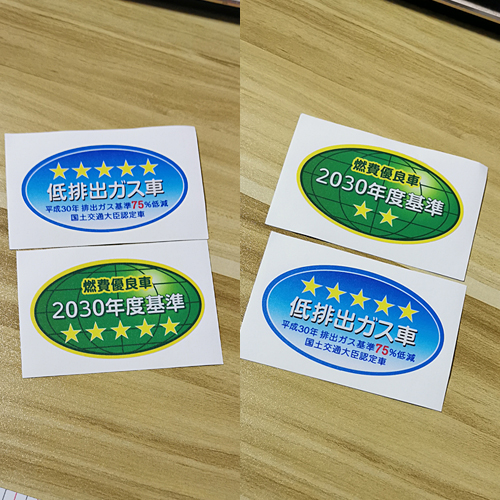 低排出ガス車
平成30年 排出ガス基準75%低減
国土交通大臣認定車
燃費優良車
2030年度基準
燃費優良車
2030年度基準
低排出ガス車
平成30年 排出ガス基準75%低減
国土交通大臣認定車